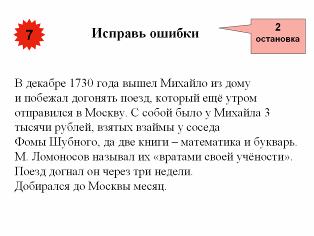 7
Исправь ошибки
2
остановка
В декабре 1730 года вышел Михайло из дому
и побежал догонять поезд, который ещё утром
отправился в Москву. С собой было у Михайла 3
тысячи рублей, взятых взаймы у соседа
Фомы Шубного, да две книги – математика и букварь.
М. Ломоносов называл их «вратами своей учёности».
Поезд догнал он через три недели.
Добирался до Москвы месяц.